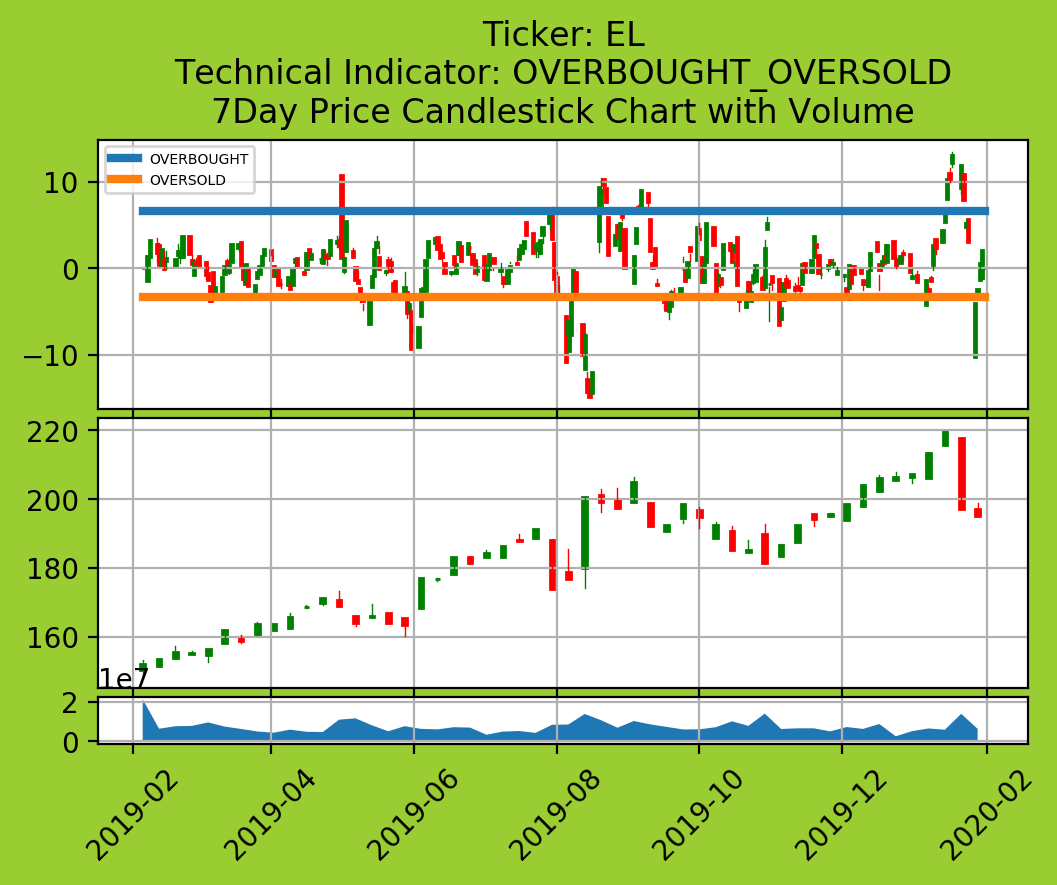 Ticker: EL
Technical Indicator: OVERBOUGHT_OVERSOLD
7Day Price Candlestick Chart with Volume
OVERBOUGHT
OVERSOLD
10
0
−10
220
200
180
160
1e7
2
0
2019-02
2019-04
2019-06
2019-08
2019-10
2019-12
2020-02